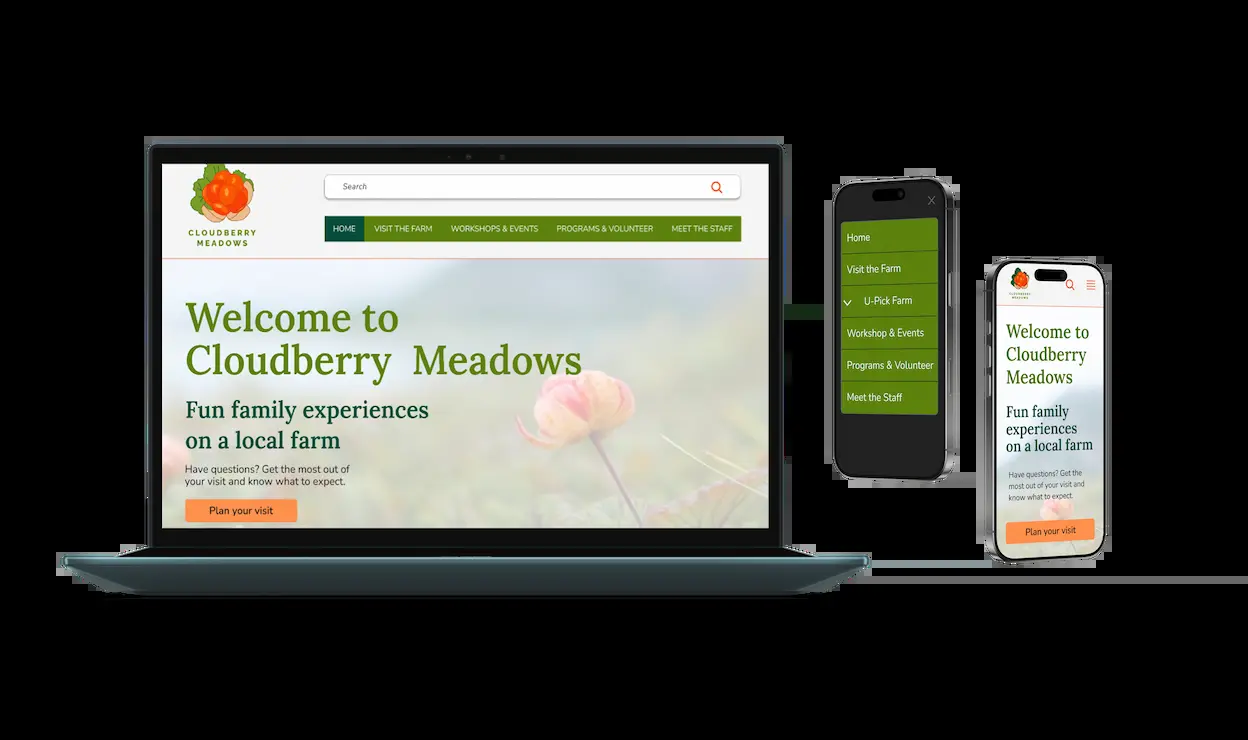 CLOUDBERRY
MEADOWS
Search
HOME VISIT THE FARM WORKSHOPS & EVENTS PROGRAMS & VOLUNTEER MEET THE STAFF
Welcome to
Cloudberry Meadows
Fun family experiences
on a local farm
Have questions? Get the most out of
your visit and know what to expect.
Plan your visit
X
Home
Visit the Farm
U-Pick Farm
Workshop & Events
Programs & Volunteer
Meet the Staff
CLOUDBERRY
MEADOWS
Welcome to
Cloudberry
Meadows
Fun family
experiences
on a local farm
Have questions? Get the
most out of your visit and
know what to expect.
Plan your visit